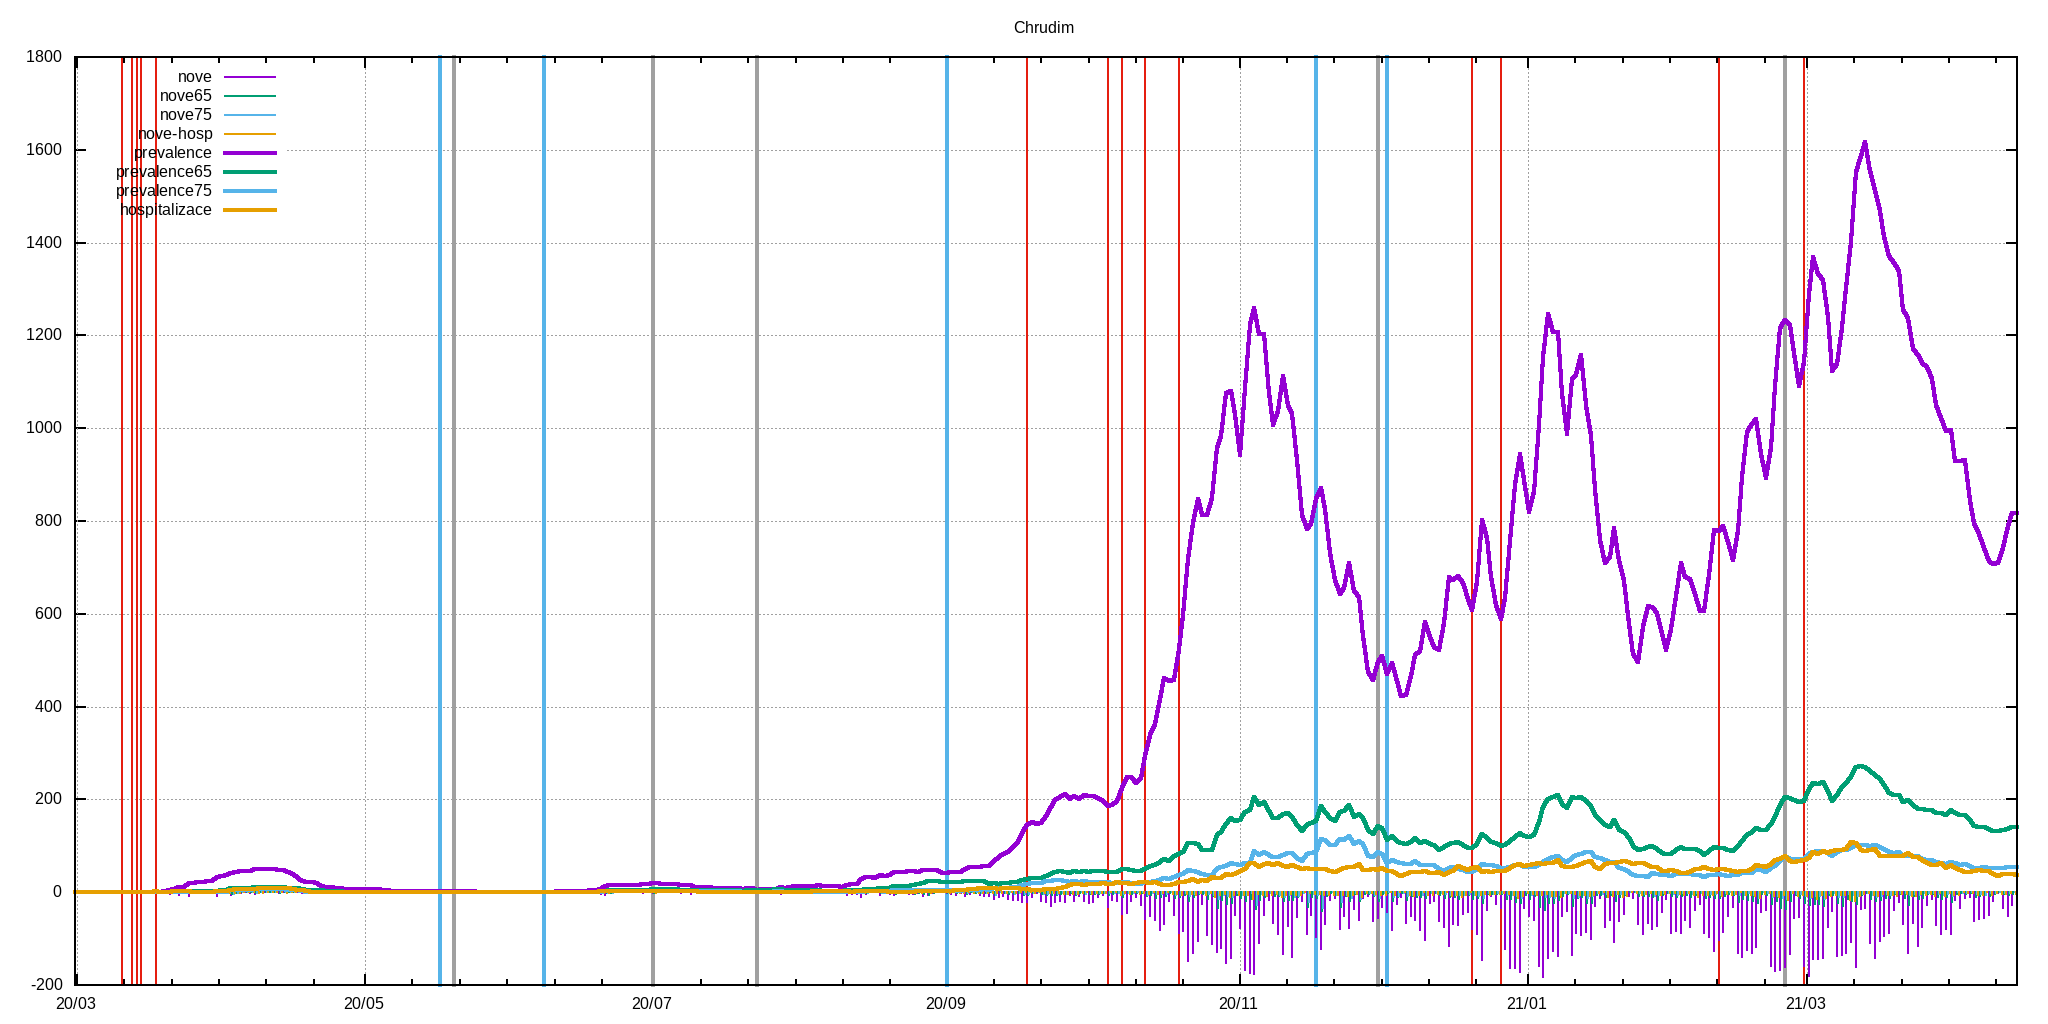 Chrudim
1800
1600
1400
1200
1000
800
600
400
200
0
-200
nove
nove65
nove75
nove-hosp
prevalence
prevalence65
prevalence75
hospitalizace
20/03 20/05 20/07 20/09 20/11 21/01 21/03